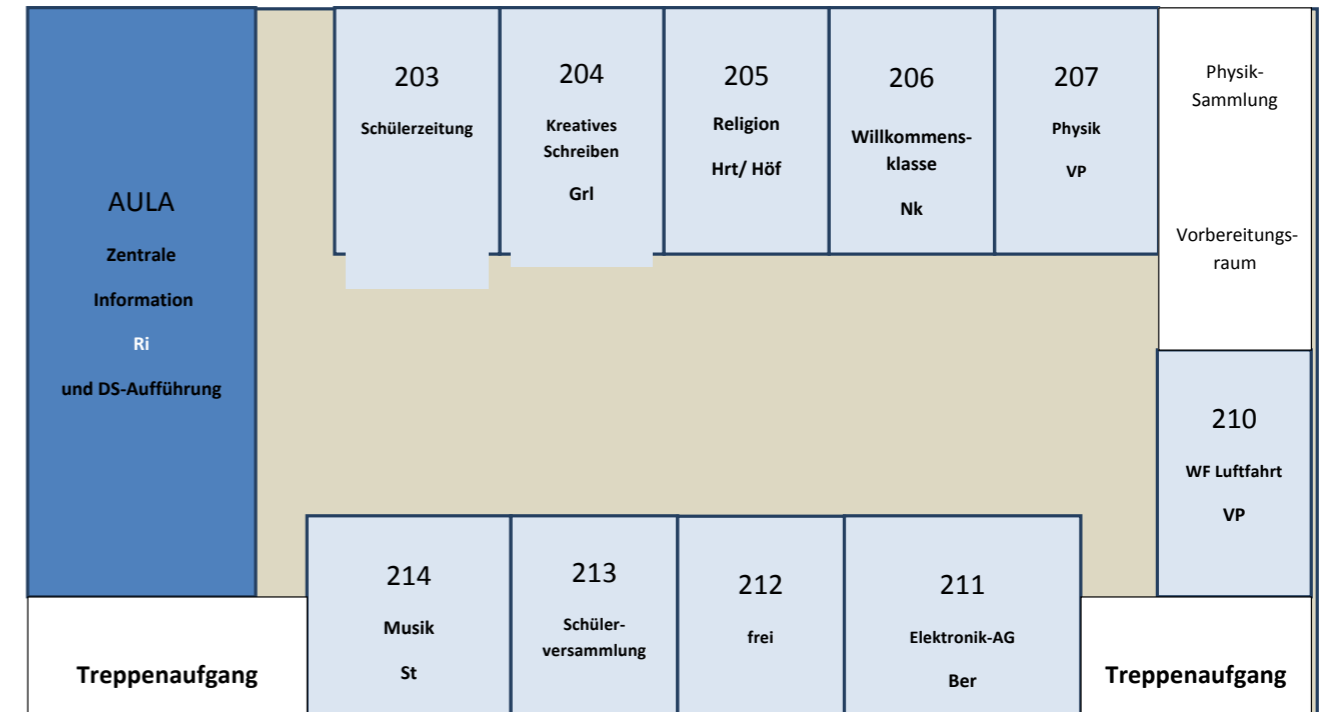 AULA
Zentrale
Information
Ri
und DS-Aufführung
203
Schülerzeitung
204
Kreatives
Schreiben
Grl
205
Religion
Hrt/ Höf
206
Willkommens-
klasse
Nk
207
Physik
VP
Physik-
Sammlung
Vorbereitungs-
raum
210
WF Luftfahrt
VP
Treppenaufgang
214
Musik
St
213
Schüler-
versammlung
212
frei
211
Elektronik-AG
Ber
Treppenaufgang